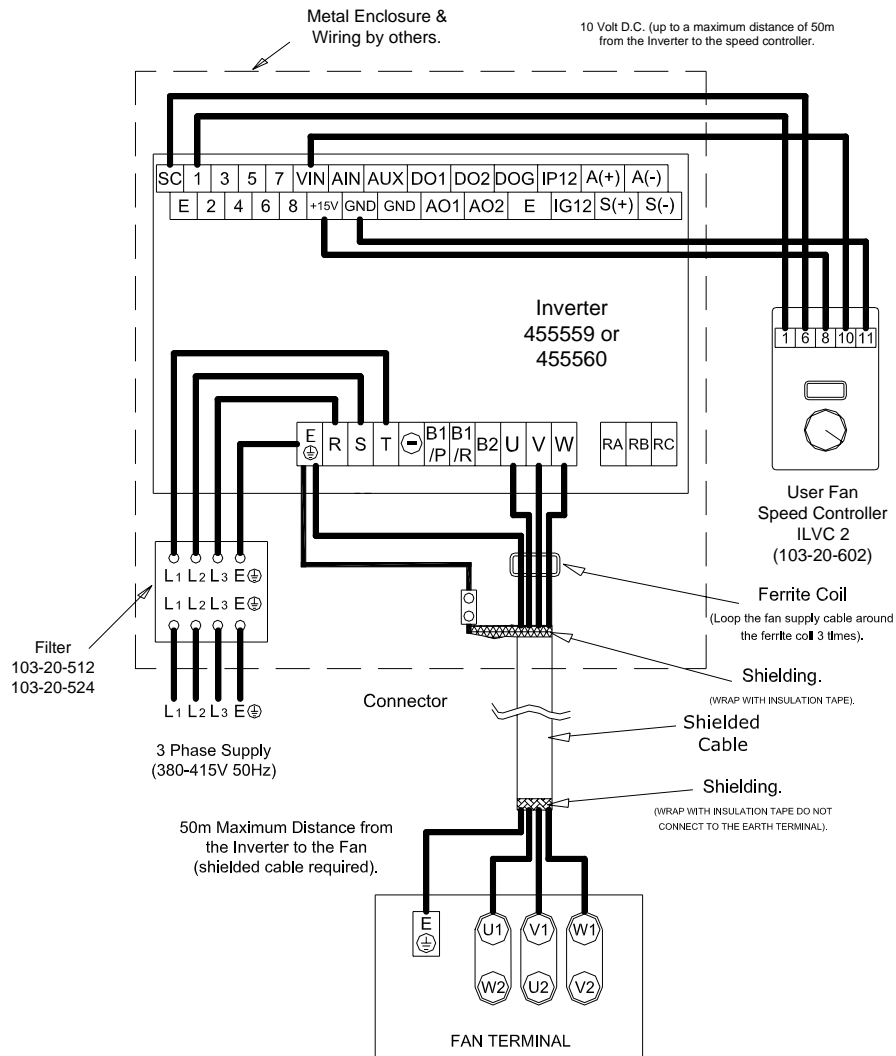 Metal Enclosure &
Wiring by others.
10 Volt D.C. (up to a maximum distance of 50m
from the Inverter to the speed controller.
SC 1 3 5 7 VIN AIN AUX DO1 DO2 DOG IP12 A(+) A(-)
E 2 4 6 8 +15V GND GND AO1 AO2 E IG12 S(+) S(-)
Inverter
455559 or
455560
1 6 8 10 11
User Fan
Speed Controller
ILVC 2
(103-20-602)
E R S T B1/P B1/R B2 U V W RA RB RC
L1 L2 L3 E
L1 L2 L3 E
Filter
103-20-512
103-20-524
L1 L2 L3 E
3 Phase Supply
(380-415V 50Hz)
Ferrite Coil
(Loop the fan supply cable around
the ferrite coil 3 times).
Shielding.
(WRAP WITH INSULATION TAPE).
Connector
Shielded
Cable
Shielding.
(WRAP WITH INSULATION TAPE DO NOT
CONNECT TO THE EARTH TERMINAL).
50m Maximum Distance from
the Inverter to the Fan
(shielded cable required).
E U1 V1 W1
W2 U2 V2
FAN TERMINAL